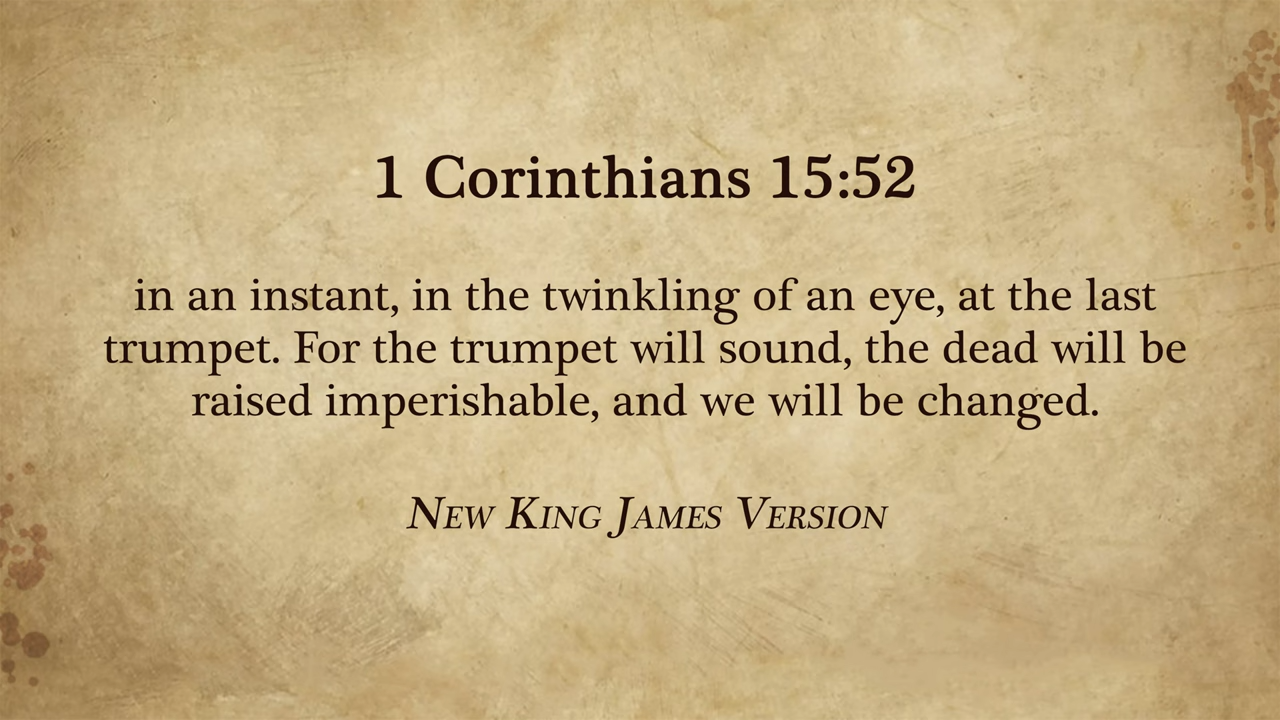 1 Corinthians 15:52
in an instant, in the twinkling of an eye, at the last
trumpet. For the trumpet will sound, the dead will be
raised imperishable, and we will be changed.
New King James Version